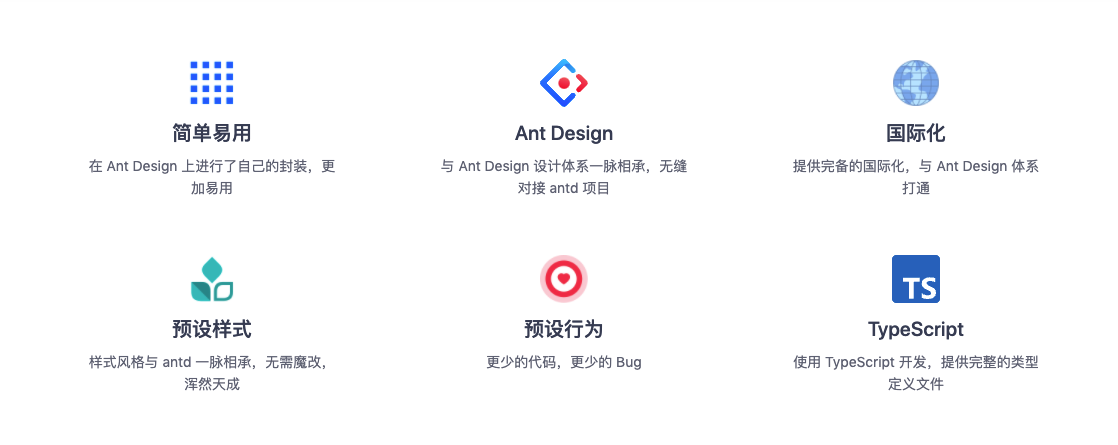 简单易用
在 Ant Design 上进行了自己的封装，更
加易用
Ant Design
与 Ant Design 设计体系一脉相承，无缝
对接 antd 项目
国际化
提供完备的国际化，与 Ant Design 体系
打通
预设样式
样式风格与 antd 一脉相承，无需魔改，
浑然天成
预设行为
更少的代码，更少的 Bug
TS
TypeScript
使用 TypeScript 开发，提供完整的类型
定义文件